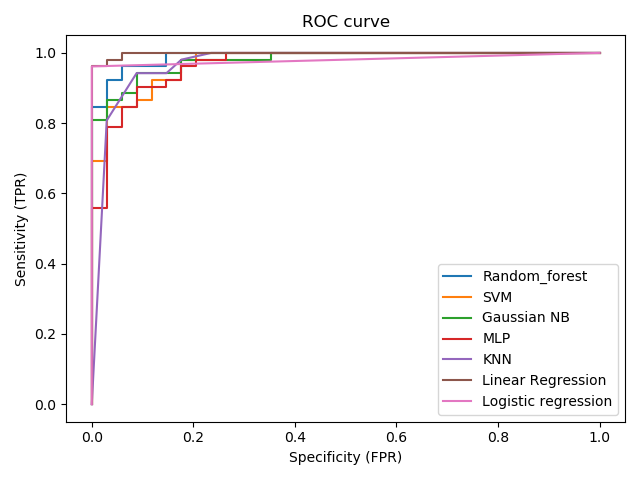 ROC curve
Sensitivity (TPR)
1.0
0.8
0.6
0.4
0.2
0.0
Random_forest
SVM
Gaussian NB
MLP
KNN
Linear Regression
Logistic regression
0.0 0.2 0.4 0.6 0.8 1.0
Specificity (FPR)